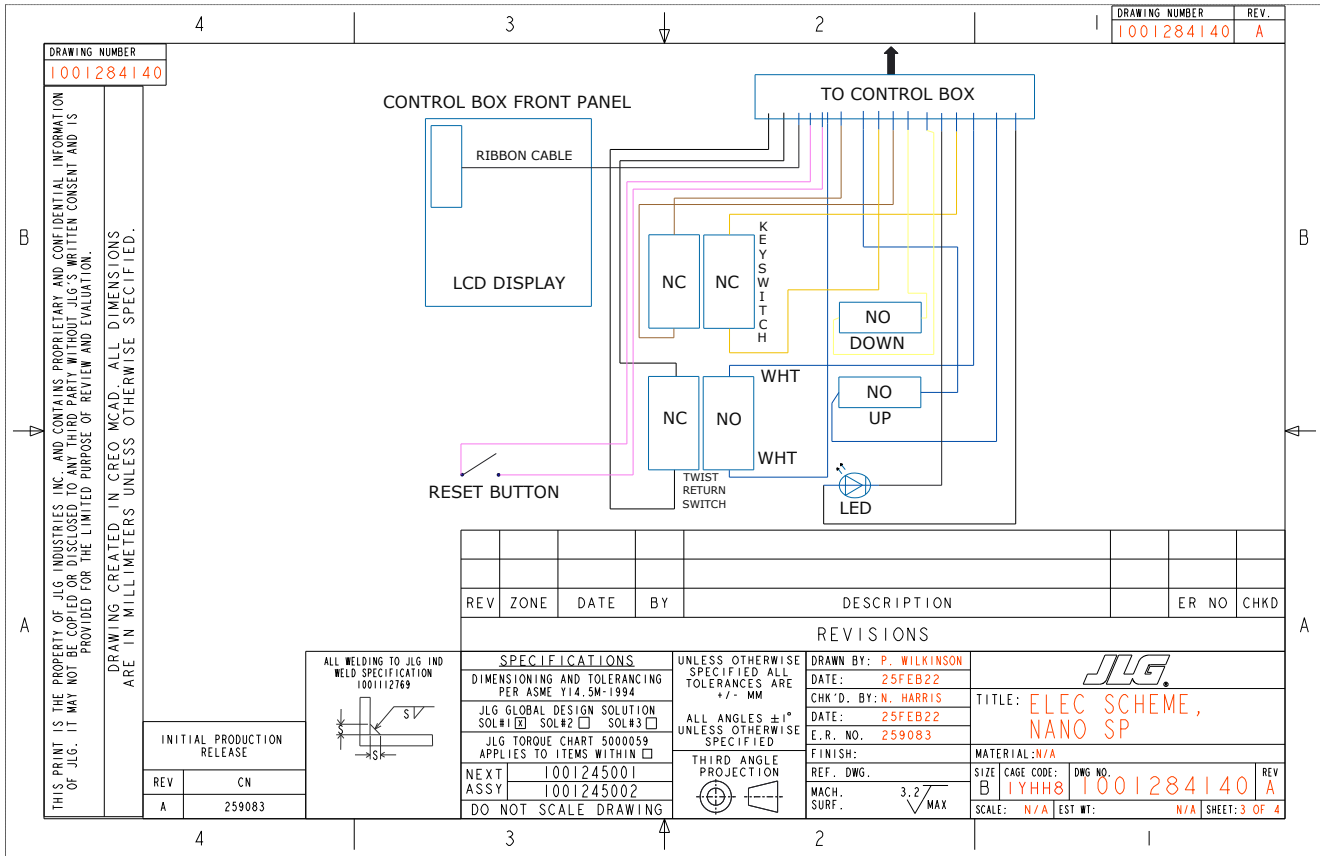 4
3
2
1
DRAWING NUMBER
REV.
1001284140
A
DRAWING NUMBER
1001284140
THIS PRINT IS THE PROPERTY OF JLG INDUSTRIES INC. AND CONTAINS PROPRIETARY AND CONFIDENTIAL INFORMATION
OF JLG. IT MAY NOT BE COPIED OR DISCLOSED TO ANY THIRD PARTY WITHOUT JLG'S WRITTEN CONSENT AND IS
PROVIDED FOR THE LIMITED PURPOSE OF REVIEW AND EVALUATION.
DRAWING CREATED IN CREO MCAD. ALL DIMENSIONS
ARE IN MILLIMETERS UNLESS OTHERWISE SPECIFIED.
B
B
A
A
CONTROL BOX FRONT PANEL
RIBBON CABLE
LCD DISPLAY
TO CONTROL BOX
NC
NC
KEYSWITCH
NO
DOWN
WHT
NC
NO
NO
UP
WHT
TWIST
RETURN
SWITCH
RESET BUTTON
LED
REV
ZONE
DATE
BY
DESCRIPTION
ER NO
CHKD
REVISIONS
ALL WELDING TO JLG IND
WELD SPECIFICATION
1001112769
S
S
INITIAL PRODUCTION
RELEASE
REV
CN
A
259083
SPECIFICATIONS
DIMENSIONING AND TOLERANCING
PER ASME Y14.5M-1994
JLG GLOBAL DESIGN SOLUTION
SOL#1 X SOL#2 SOL#3
JLG TORQUE CHART 5000059
APPLIES TO ITEMS WITHIN
NEXT
ASSY
1001245001
1001245002
DO NOT SCALE DRAWING
UNLESS OTHERWISE
SPECIFIED ALL
TOLERANCES ARE
+/- MM
ALL ANGLES ±1°
UNLESS OTHERWISE
SPECIFIED
THIRD ANGLE
PROJECTION
DRAWN BY: P. WILKINSON
DATE: 25FEB22
CHK'D. BY: N. HARRIS
DATE: 25FEB22
E.R. NO. 259083
FINISH:
REF. DWG.
MACH.
SURF.
3.2
MAX
JLG®
TITLE: ELEC SCHEME,
NANO SP
MATERIAL: N/A
SIZE
B
CAGE CODE:
1YHH8
DWG NO.
1001284140
REV
A
SCALE: N/A
EST WT: N/A
SHEET: 3 OF 4
4
3
2
1